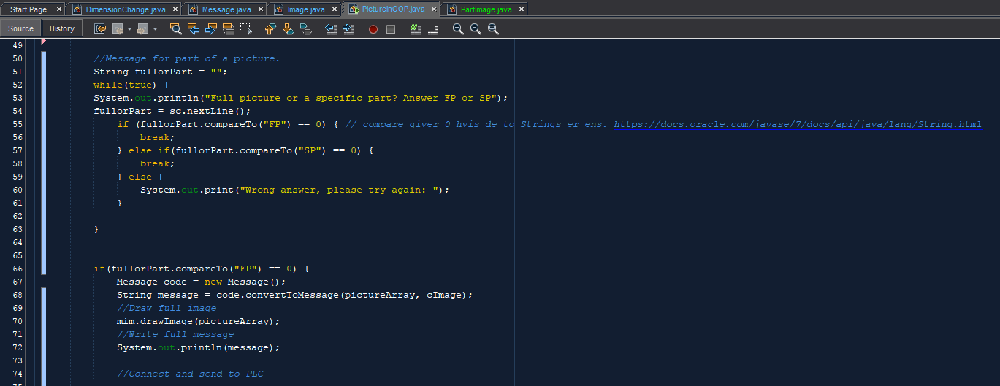 Start Page DimensionChange.java Message.java Image.java PictureinOOP.java PartImage.java
Source History
49
50 //Message for part of a picture.
51 String fullorPart = "";
52 while(true) {
53 System.out.println("Full picture or a specific part? Answer FP or SP");
54 fullorPart = sc.nextLine();
55 if (fullorPart.compareTo("FP") == 0) { // compare giver 0 hvis de to Strings er ens. https://docs.oracle.com/javase/7/docs/api/java/lang/String.html
56 break;
57 } else if(fullorPart.compareTo("SP") == 0) {
58 break;
59 } else {
60 System.out.print("Wrong answer, please try again: ");
61 }
62
63 }
64
65
66 if(fullorPart.compareTo("FP") == 0) {
67 Message code = new Message();
68 String message = code.convertToMessage(pictureArray, cImage);
69 //Draw full image
70 mim.drawImage(pictureArray);
71 //Write full message
72 System.out.println(message);
73
74 //Connect and send to PLC